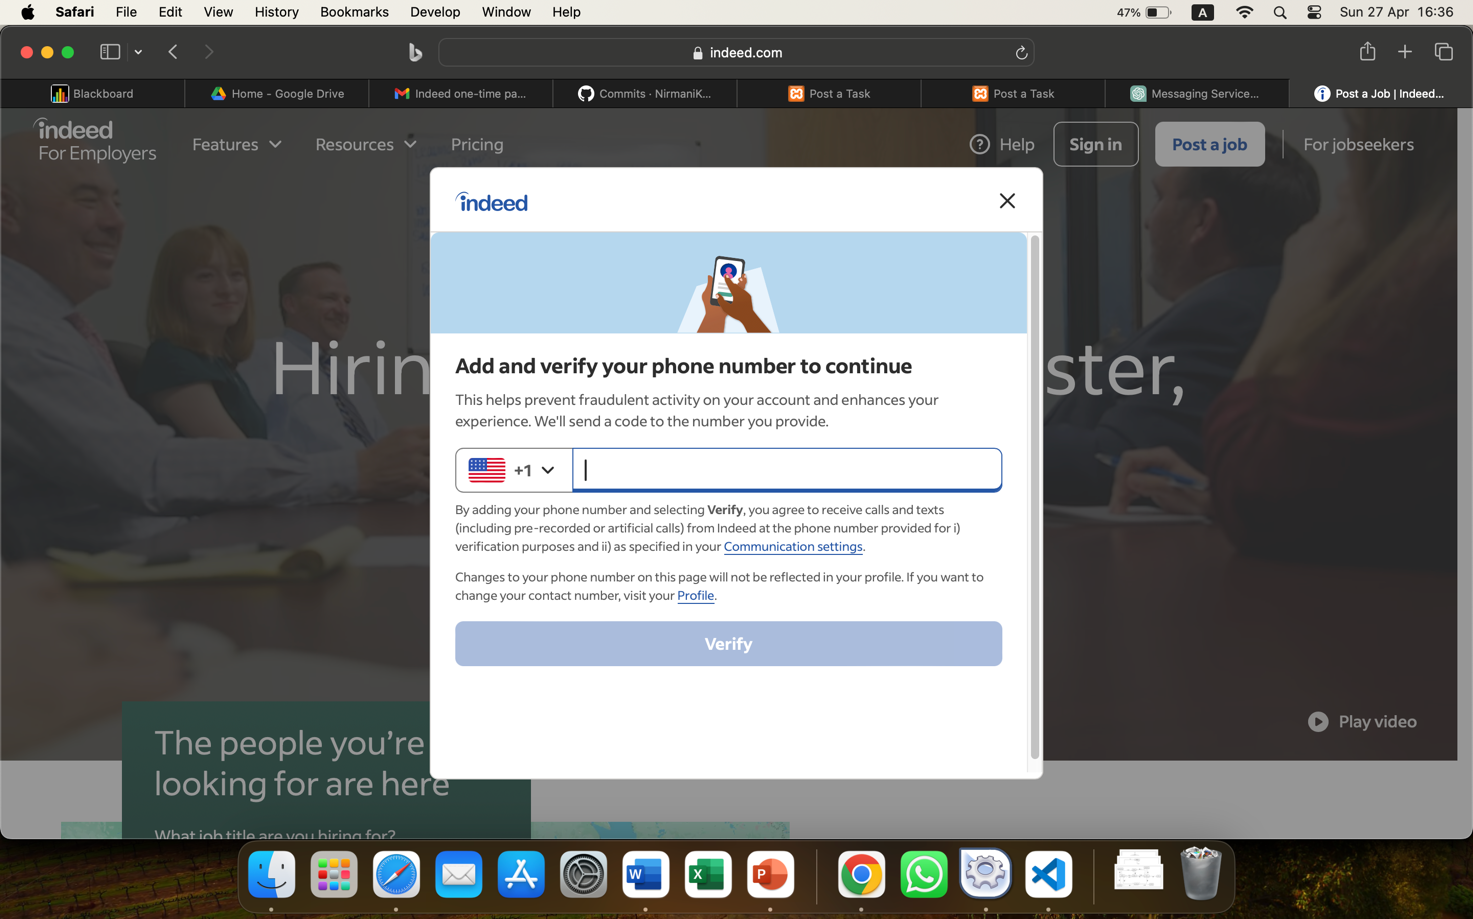 Safari File Edit View History Bookmarks Develop Window Help 47% A Sun 27 Apr 16:36
indeed.com
Blackboard Home – Google Drive Indeed one-time pa... Commits · NirmaniK... Post a Task Post a Task Messaging Service... Post a Job | Indeed...
indeed
For Employers
Features Resources Pricing Help Sign in Post a job For jobseekers
indeed
Hirin ster,
Add and verify your phone number to continue
This helps prevent fraudulent activity on your account and enhances your
experience. We'll send a code to the number you provide.
+1
By adding your phone number and selecting Verify, you agree to receive calls and texts
(including pre-recorded or artificial calls) from Indeed at the phone number provided for i)
verification purposes and ii) as specified in your Communication settings.
Changes to your phone number on this page will not be reflected in your profile. If you want to
change your contact number, visit your Profile.
Verify
Play video
The people you're
looking for are here
What job title are you hiring for?
W X P